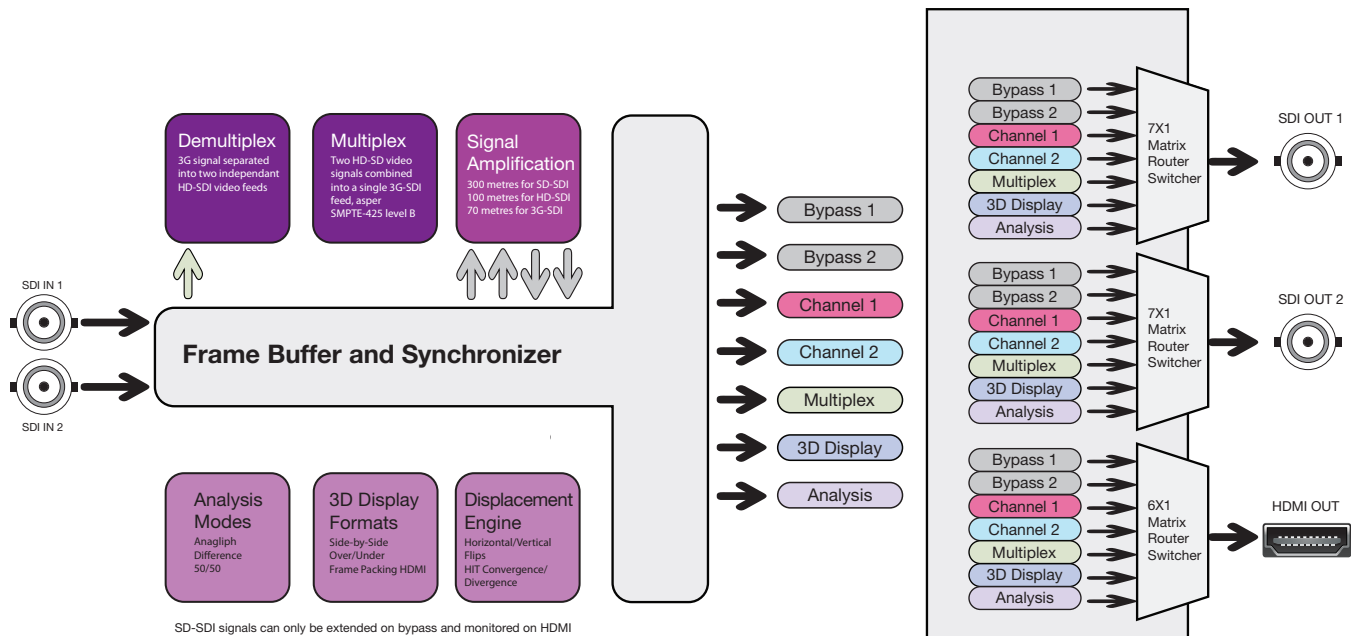 Demultiplex
3G signal separated
into two independant
HD-SDI video feeds
Multiplex
Two HD-SD video
signals combined
into a single 3G-SDI
feed, asper
SMPTE-425 level B
Signal
Amplification
300 metres for SD-SDI
100 metres for HD-SDI
70 metres for 3G-SDI
SDI IN 1
SDI IN 2
Frame Buffer and Synchronizer
Analysis
Modes
Anagliph
Difference
50/50
3D Display
Formats
Side-by-Side
Over/Under
Frame Packing HDMI
Displacement
Engine
Horizontal/Vertical
Flips
HIT Convergence/
Divergence
SD-SDI signals can only be extended on bypass and monitored on HDMI
Bypass 1
Bypass 2
Channel 1
Channel 2
Multiplex
3D Display
Analysis
Bypass 1
Bypass 2
Channel 1
Channel 2
Multiplex
3D Display
Analysis
7X1
Matrix
Router
Switcher
SDI OUT 1
Bypass 1
Bypass 2
Channel 1
Channel 2
Multiplex
3D Display
Analysis
7X1
Matrix
Router
Switcher
SDI OUT 2
Bypass 1
Bypass 2
Channel 1
Channel 2
Multiplex
3D Display
Analysis
6X1
Matrix
Router
Switcher
HDMI OUT